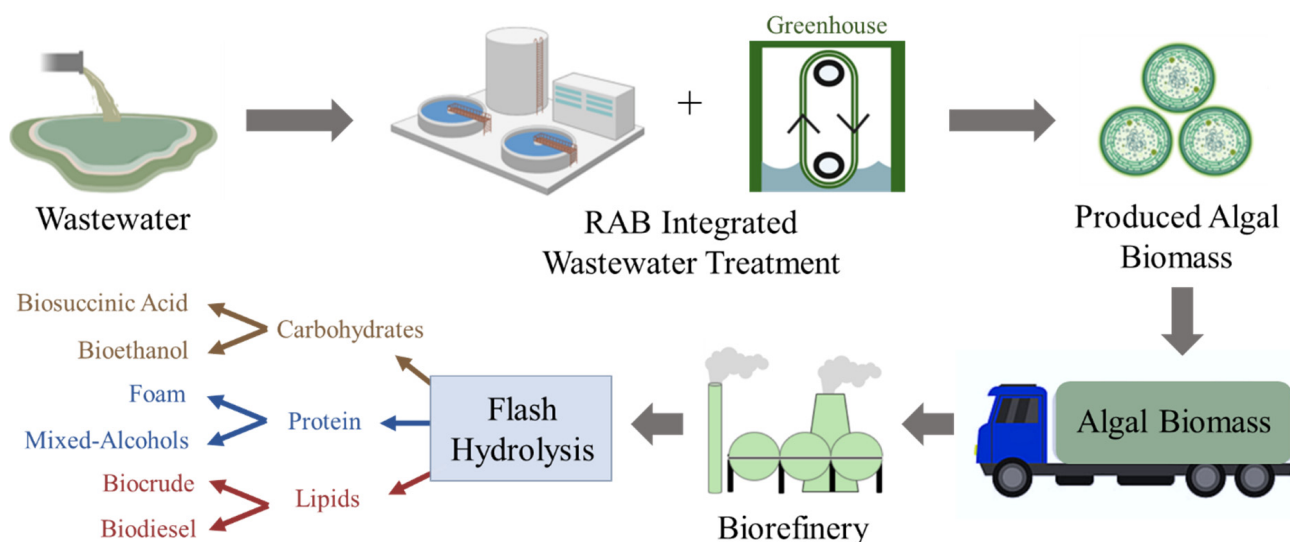 Greenhouse
+
Wastewater
RAB Integrated
Wastewater Treatment
Produced Algal
Biomass
Biosuccinic Acid
Bioethanol
Carbohydrates
Foam
Mixed-Alcohols
Protein
Biocrude
Biodiesel
Lipids
Flash
Hydrolysis
Biorefinery
Algal Biomass